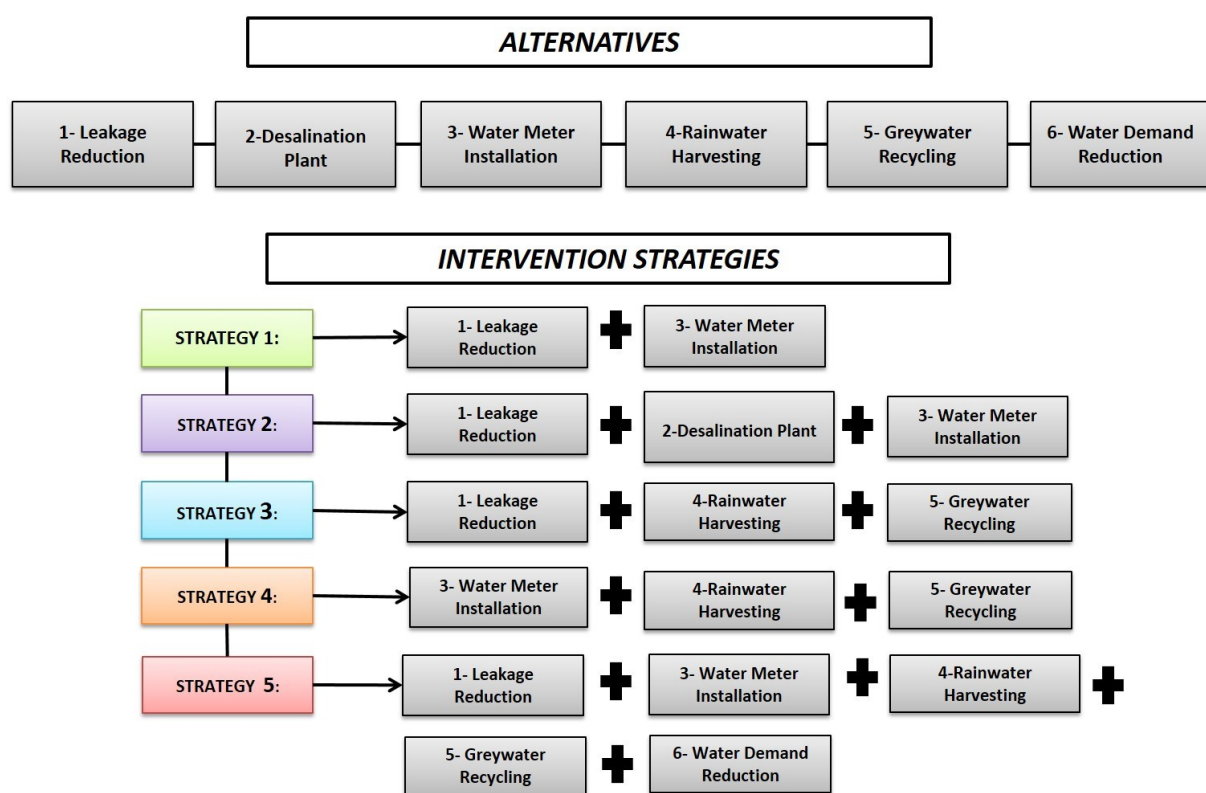 ALTERNATIVES
1- Leakage
Reduction
2-Desalination
Plant
3- Water Meter
Installation
4-Rainwater
Harvesting
5- Greywater
Recycling
6- Water Demand
Reduction
INTERVENTION STRATEGIES
STRATEGY 1:
1- Leakage
Reduction
3- Water Meter
Installation
STRATEGY 2:
1- Leakage
Reduction
2-Desalination Plant
3- Water Meter
Installation
STRATEGY 3:
1- Leakage
Reduction
4-Rainwater
Harvesting
5- Greywater
Recycling
STRATEGY 4:
3- Water Meter
Installation
4-Rainwater
Harvesting
5- Greywater
Recycling
STRATEGY 5:
1- Leakage
Reduction
3- Water Meter
Installation
4-Rainwater
Harvesting
5- Greywater
Recycling
6- Water Demand
Reduction